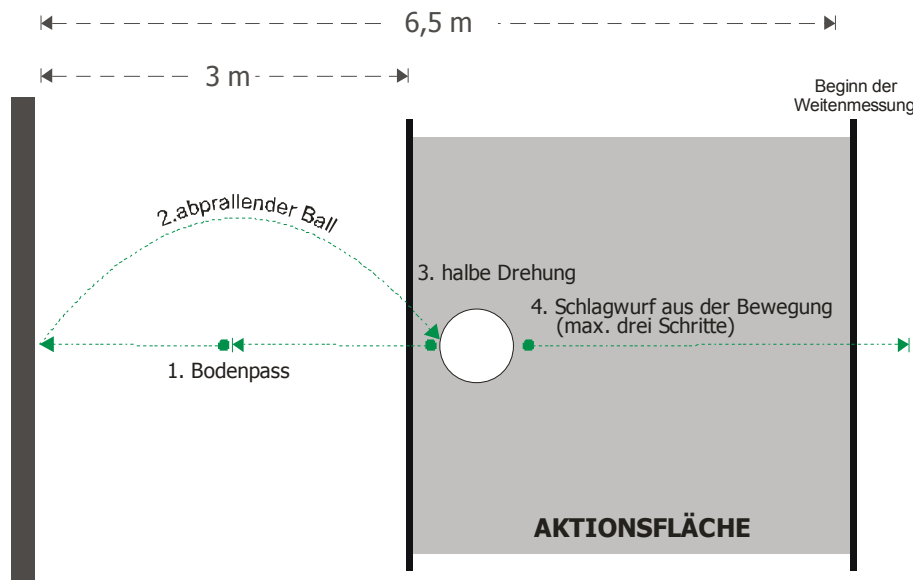 6,5 m
3 m
Beginn der
Weitenmessung
2.abprallender Ball
3. halbe Drehung
4. Schlagwurf aus der Bewegung
(max. drei Schritte)
1. Bodenpass
AKTIONSFLÄCHE